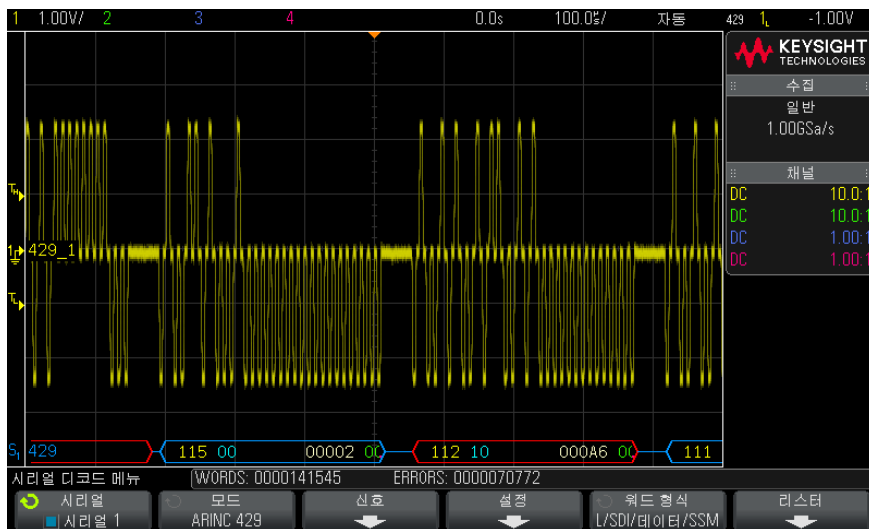 1 1.00V/ 2 3 4 0.0s 100.0㎲/ 자동 429 1L -1.00V
KEYSIGHT
TECHNOLOGIES
수집
일반
1.00GSa/s
채널
DC 10.0:1
DC 10.0:1
DC 1.00:1
DC 1.00:1
TH
1 429_1
TL
S1 429 115 00 00002 00 112 10 000A6 00 111
시리얼 디코드 메뉴 WORDS: 0000141545 ERRORS: 0000070772
시리얼 모드 신호 설정 워드 형식 리스터
시리얼 1 ARINC 429 L/SDI/데이터/SSM